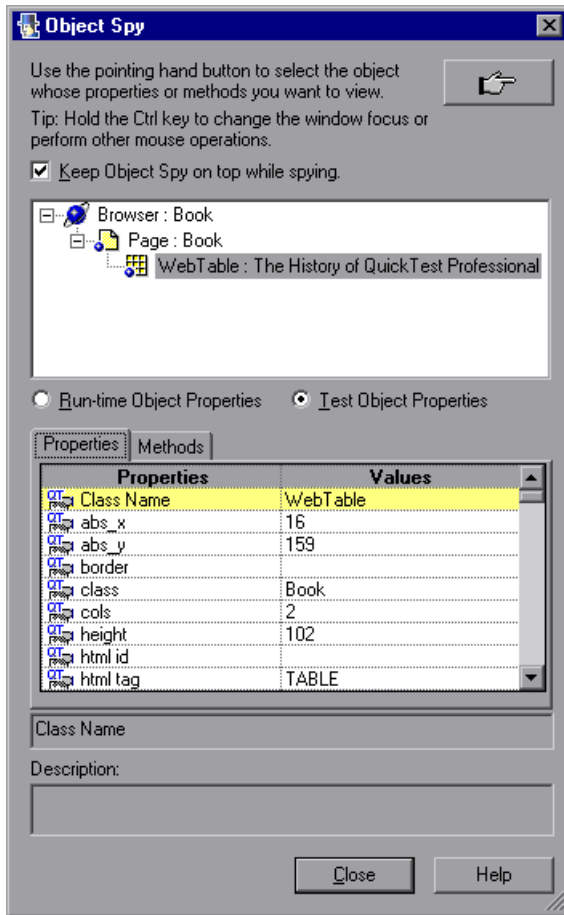 Object Spy
Use the pointing hand button to select the object
whose properties or methods you want to view.
Tip: Hold the Ctrl key to change the window focus or
perform other mouse operations.
Keep Object Spy on top while spying.
Browser : Book
Page : Book
WebTable : The History of QuickTest Professional
Run-time Object Properties Test Object Properties
Properties Methods
Properties Values
Class Name WebTable
abs_x 16
abs_y 159
border
class Book
cols 2
height 102
html id
html tag TABLE
Class Name
Description:
Close Help